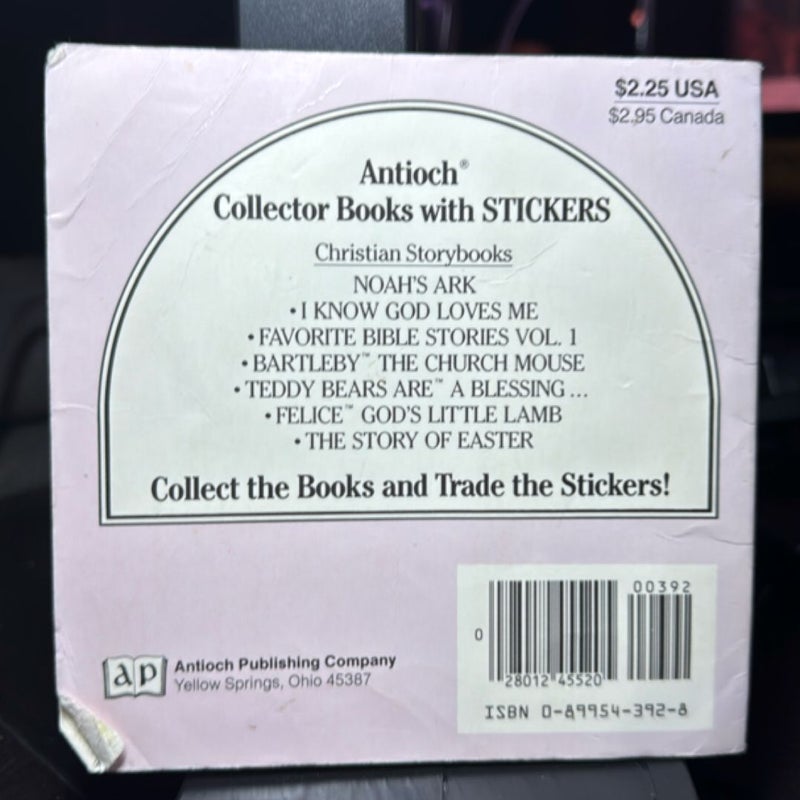 $2.25 USA
$2.95 Canada
Antioch®
Collector Books with STICKERS
Christian Storybooks
NOAH'S ARK
• I KNOW GOD LOVES ME
• FAVORITE BIBLE STORIES VOL. 1
• BARTLEBY™ THE CHURCH MOUSE
• TEDDY BEARS ARE™ A BLESSING ...
• FELICE™ GOD'S LITTLE LAMB
• THE STORY OF EASTER
Collect the Books and Trade the Stickers!
ap
Antioch Publishing Company
Yellow Springs, Ohio 45387
00392
0
28012 45520
ISBN 0-89954-392-8